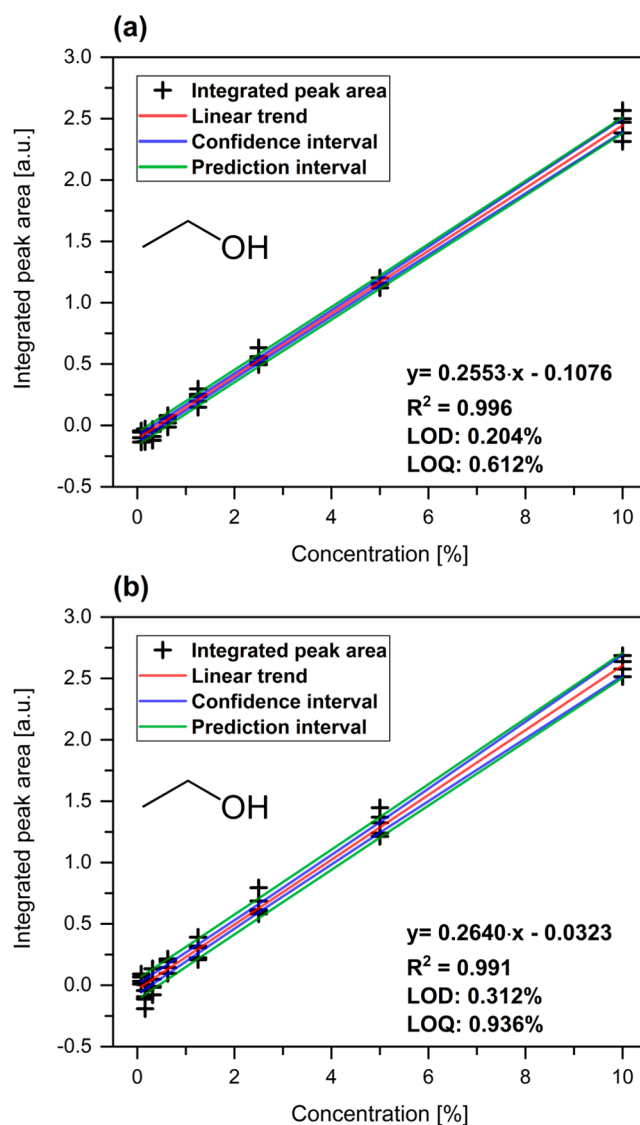 (a)
3.0
2.5
2.0
1.5
1.0
0.5
0.0
-0.5
Integrated peak area [a.u.]
Integrated peak area
Linear trend
Confidence interval
Prediction interval
OH
y= 0.2553·x - 0.1076
R² = 0.996
LOD: 0.204%
LOQ: 0.612%
0 2 4 6 8 10
Concentration [%]
(b)
3.0
2.5
2.0
1.5
1.0
0.5
0.0
-0.5
Integrated peak area [a.u.]
Integrated peak area
Linear trend
Confidence interval
Prediction interval
OH
y= 0.2640·x - 0.0323
R² = 0.991
LOD: 0.312%
LOQ: 0.936%
0 2 4 6 8 10
Concentration [%]